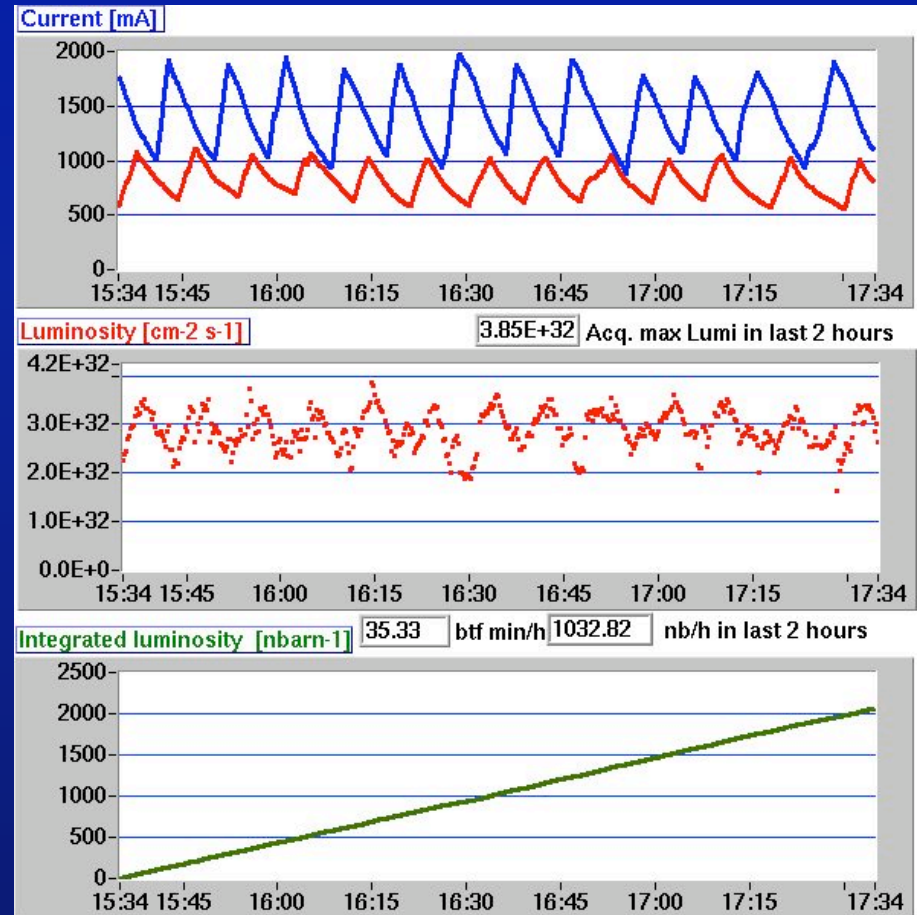 Current [mA]
2000
1500
1000
500
0
15:34 15:45 16:00 16:15 16:30 16:45 17:00 17:15 17:34
Luminosity [cm-2 s-1] 3.85E+32 Acq. max Lumi in last 2 hours
4.2E+32
3.0E+32
2.0E+32
1.0E+32
0.0E+0
15:34 15:45 16:00 16:15 16:30 16:45 17:00 17:15 17:34
Integrated luminosity [nbarn-1] 35.33 btf min/h 1032.82 nb/h in last 2 hours
2500
2000
1500
1000
500
0
15:34 15:45 16:00 16:15 16:30 16:45 17:00 17:15 17:34